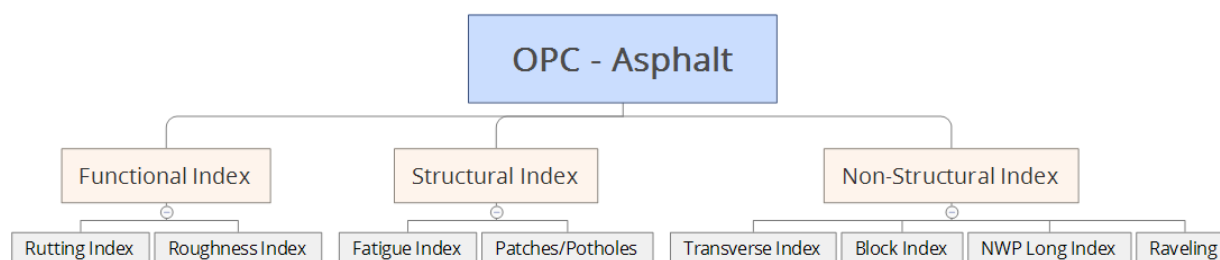 OPC - Asphalt
Functional Index
Structural Index
Non-Structural Index
Rutting Index
Roughness Index
Fatigue Index
Patches/Potholes
Transverse Index
Block Index
NWP Long Index
Raveling